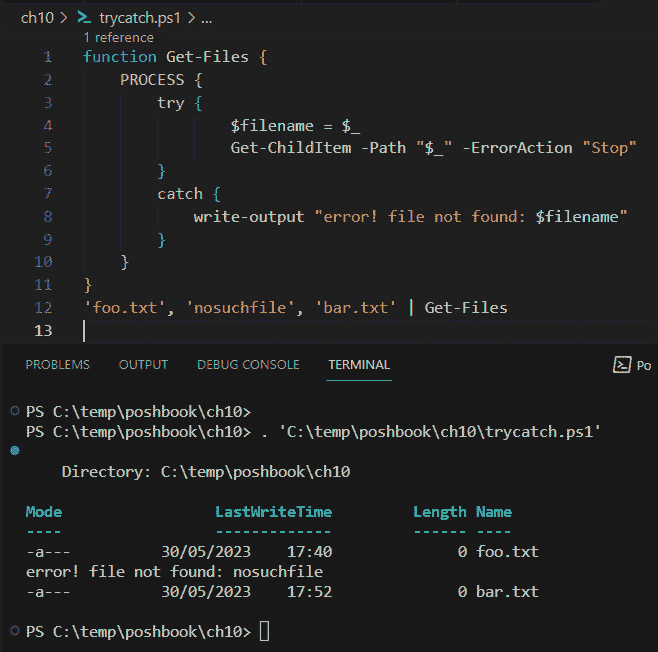 ch10 > trycatch.ps1 > ...
1 reference
1 function Get-Files {
2     PROCESS {
3         try {
4                 $filename = $_
5                 Get-ChildItem -Path "$_" -ErrorAction "Stop"
6         }
7         catch {
8             write-output "error! file not found: $filename"
9         }
10     }
11 }
12 'foo.txt', 'nosuchfile', 'bar.txt' | Get-Files
13
PROBLEMS OUTPUT DEBUG CONSOLE TERMINAL Po
PS C:\temp\poshbook\ch10>
PS C:\temp\poshbook\ch10> . 'C:\temp\poshbook\ch10\trycatch.ps1'
    Directory: C:\temp\poshbook\ch10
Mode                 LastWriteTime         Length Name
----                 -------------         ------ ----
-a---          30/05/2023    17:40              0 foo.txt
error! file not found: nosuchfile
-a---          30/05/2023    17:52              0 bar.txt
PS C:\temp\poshbook\ch10>